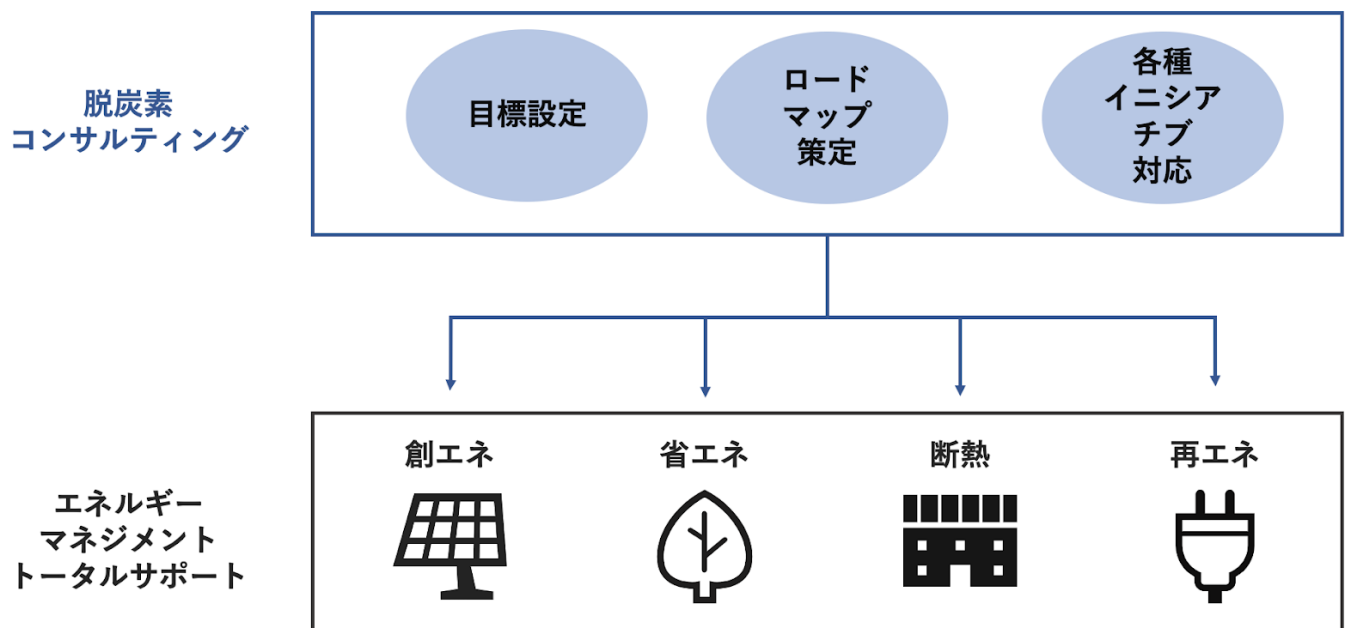 脱炭素
コンサルティング
目標設定
ロード
マップ
策定
各種
イニシア
チブ
対応
エネルギー
マネジメント
トータルサポート
創エネ
省エネ
断熱
再エネ